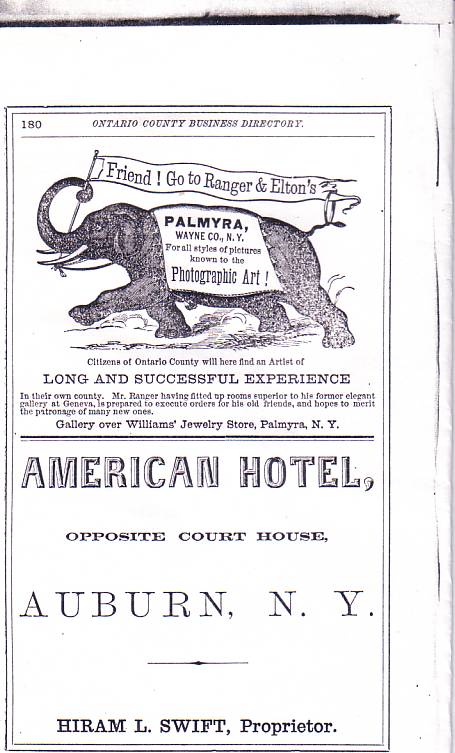 180 ONTARIO COUNTY BUSINESS DIRECTORY.
Friend ! Go to Ranger & Elton's
PALMYRA,
WAYNE CO., N. Y.
For all styles of pictures
known to the
Photographic Art !
Citizens of Ontario County will here find an Artist of
LONG AND SUCCESSFUL EXPERIENCE
In their own county. Mr. Ranger having fitted up rooms superior to his former elegant
gallery at Geneva, is prepared to execute orders for his old friends, and hopes to merit
the patronage of many new ones.
Gallery over Williams' Jewelry Store, Palmyra, N. Y.
AMERICAN HOTEL,
OPPOSITE COURT HOUSE,
AUBURN, N. Y.
HIRAM L. SWIFT, Proprietor.